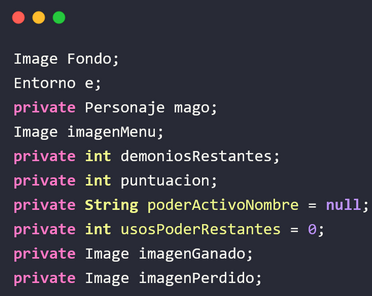 Image Fondo;
Entorno e;
private Personaje mago;
Image imagenMenu;
private int demoniosRestantes;
private int puntuacion;
private String poderActivoNombre = null;
private int usosPoderRestantes = 0;
private Image imagenGanado;
private Image imagenPerdido;